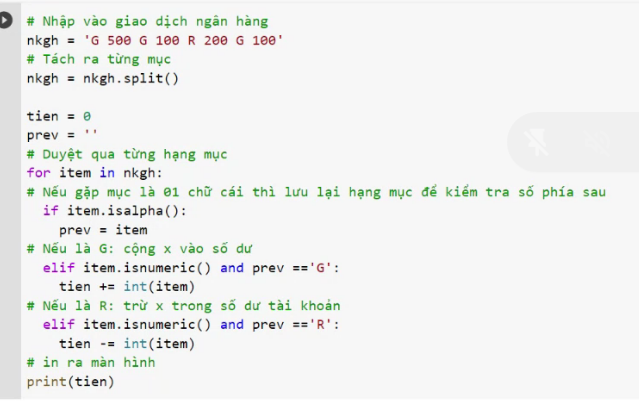 # Nhập vào giao dịch ngân hàng
nkgh = 'G 500 G 100 R 200 G 100'
# Tách ra từng mục
nkgh = nkgh.split()
tien = 0
prev = ''
# Duyệt qua từng hạng mục
for item in nkgh:
# Nếu gặp mục là 01 chữ cái thì lưu lại hạng mục để kiểm tra số phía sau
  if item.isalpha():
    prev = item
# Nếu là G: cộng x vào số dư
  elif item.isnumeric() and prev =='G':
    tien += int(item)
# Nếu là R: trừ x trong số dư tài khoản
  elif item.isnumeric() and prev =='R':
    tien -= int(item)
# in ra màn hình
print(tien)